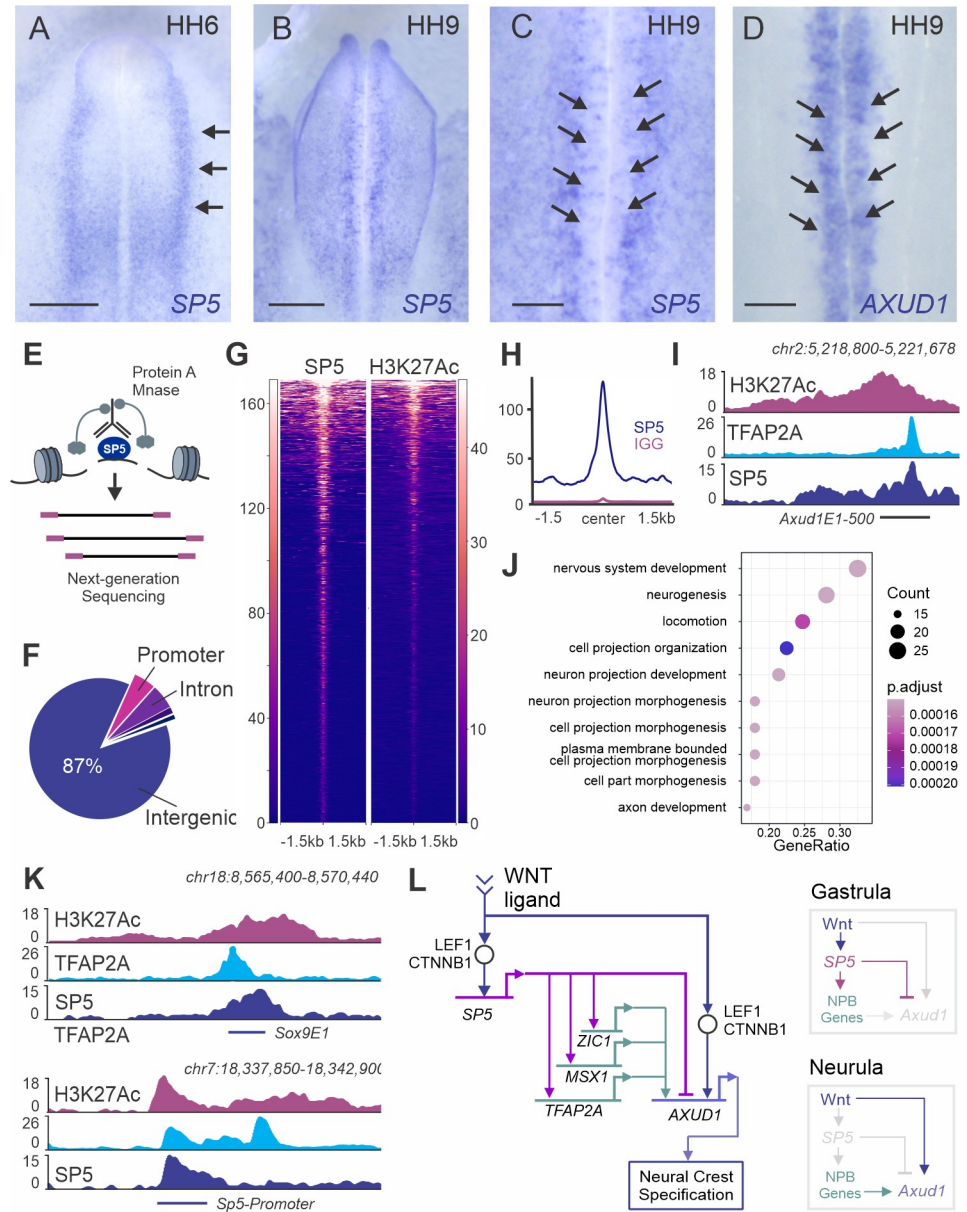 A
HH6
SP5
B
HH9
SP5
C
HH9
SP5
D
HH9
AXUD1
E
Protein A
Mnase
SP5
Next-generation
Sequencing
F
Promoter
Intron
87%
Intergenic
G
SP5
H3K27Ac
160
120
80
40
0
40
30
20
10
0
-1.5kb 1.5kb
-1.5kb 1.5kb
H
100
50
0
SP5
IGG
-1.5
center
1.5kb
I
chr2:5,218,800-5,221,678
18
H3K27Ac
0
26
TFAP2A
0
15
SP5
0
Axud1E1-500
J
nervous system development
neurogenesis
locomotion
cell projection organization
neuron projection development
neuron projection morphogenesis
cell projection morphogenesis
plasma membrane bounded
cell projection morphogenesis
cell part morphogenesis
axon development
0.20 0.25 0.30
GeneRatio
Count
15
20
25
p.adjust
0.00016
0.00017
0.00018
0.00019
0.00020
K
chr18:8,565,400-8,570,440
18
H3K27Ac
0
26
TFAP2A
0
15
SP5
0
TFAP2A
Sox9E1
chr7:18,337,850-18,342,900
18
H3K27Ac
0
26
0
15
SP5
0
Sp5-Promoter
L
WNT
ligand
LEF1
CTNNB1
SP5
ZIC1
MSX1
TFAP2A
AXUD1
LEF1
CTNNB1
Neural Crest
Specification
Gastrula
Wnt
SP5
NPB
Genes
Axud1
Neurula
Wnt
SP5
NPB
Genes
Axud1